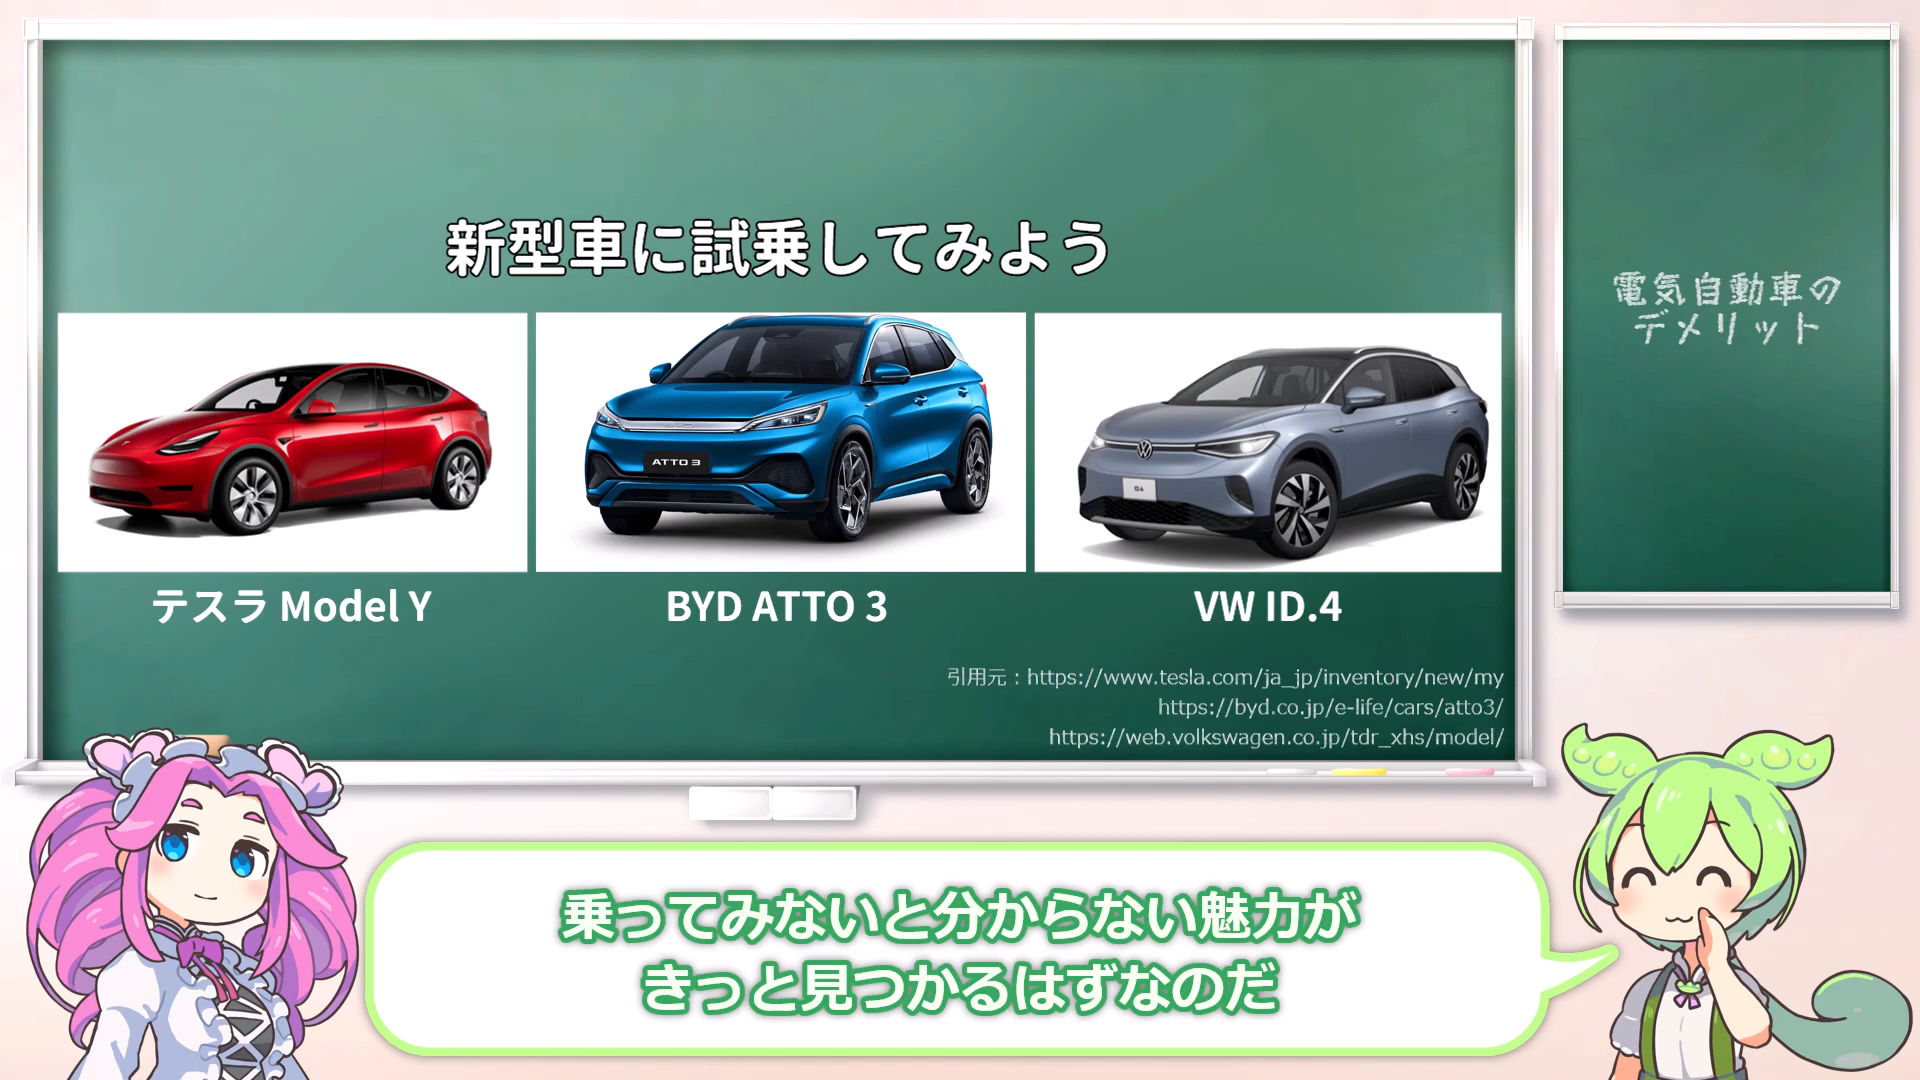 新型車に試乗してみよう
ATTO 3
ID.4
テスラ Model Y
BYD ATTO 3
VW ID.4
引用元：https://www.tesla.com/ja_jp/inventory/new/my
https://byd.co.jp/e-life/cars/atto3/
https://web.volkswagen.co.jp/tdr_xhs/model/
電気自動車の
デメリット
乗ってみないと分からない魅力が
きっと見つかるはずなのだ